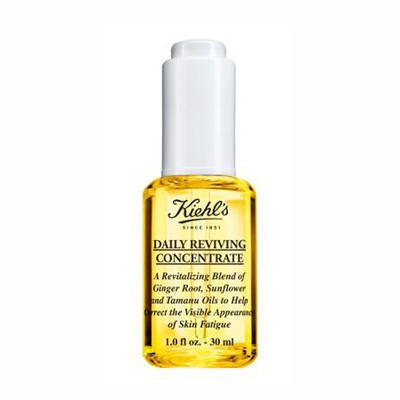 Kiehl's
SINCE 1851
DAILY REVIVING
CONCENTRATE
A Revitalizing Blend of
Ginger Root, Sunflower
and Tamanu Oils to Help
Correct the Visible Appearance
of Skin Fatigue
1.0 fl oz. - 30 ml